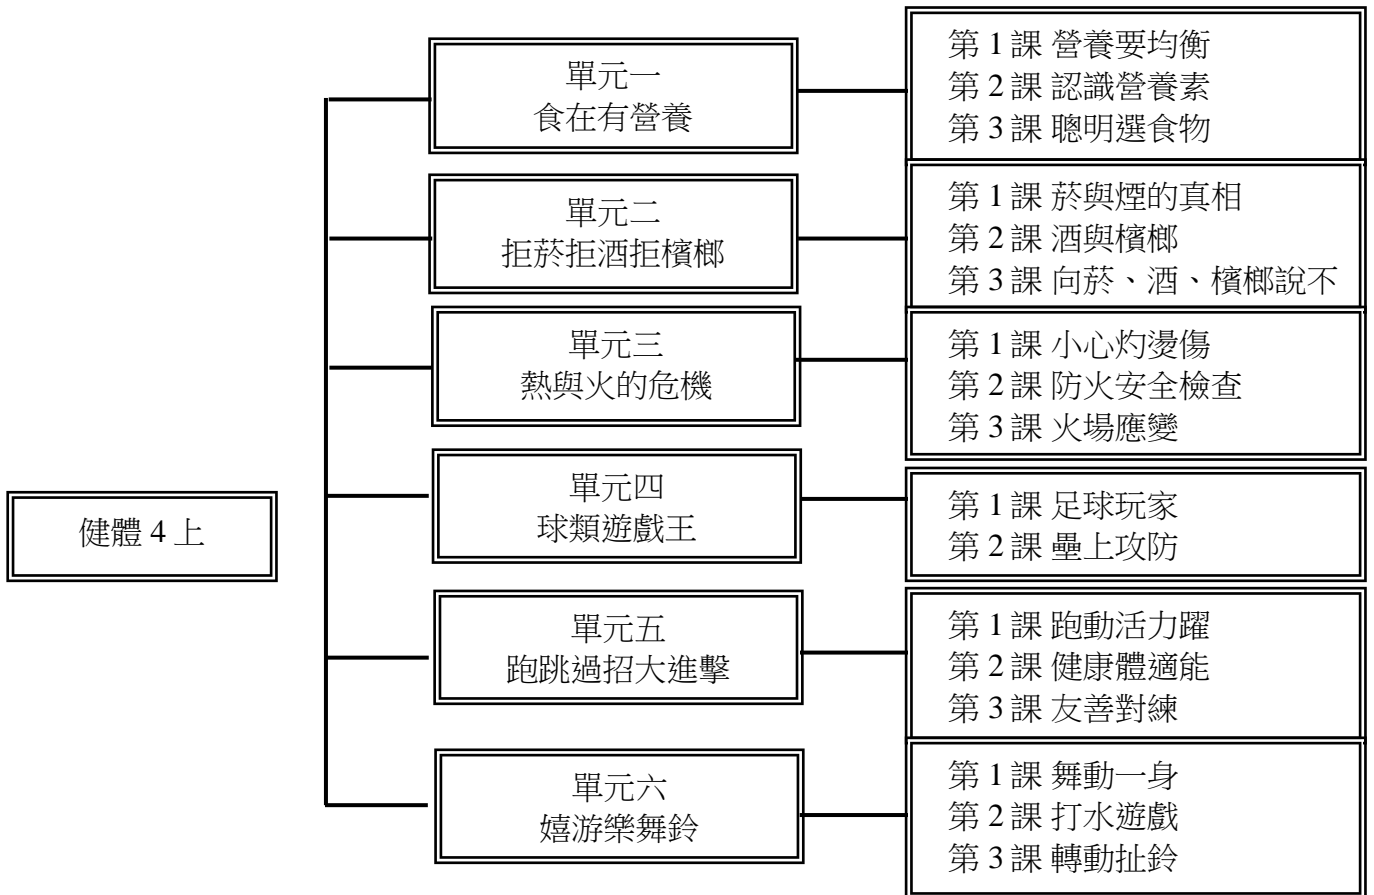 健體 4 上
單元一
食在有營養
第 1 課 營養要均衡
第 2 課 認識營養素
第 3 課 聰明選食物
單元二
拒菸拒酒拒檳榔
第 1 課 菸與煙的真相
第 2 課 酒與檳榔
第 3 課 向菸、酒、檳榔說不
單元三
熱與火的危機
第 1 課 小心灼燙傷
第 2 課 防火安全檢查
第 3 課 火場應變
單元四
球類遊戲王
第 1 課 足球玩家
第 2 課 壘上攻防
單元五
跑跳過招大進擊
第 1 課 跑動活力躍
第 2 課 健康體適能
第 3 課 友善對練
單元六
嬉游樂舞鈴
第 1 課 舞動一身
第 2 課 打水遊戲
第 3 課 轉動扯鈴